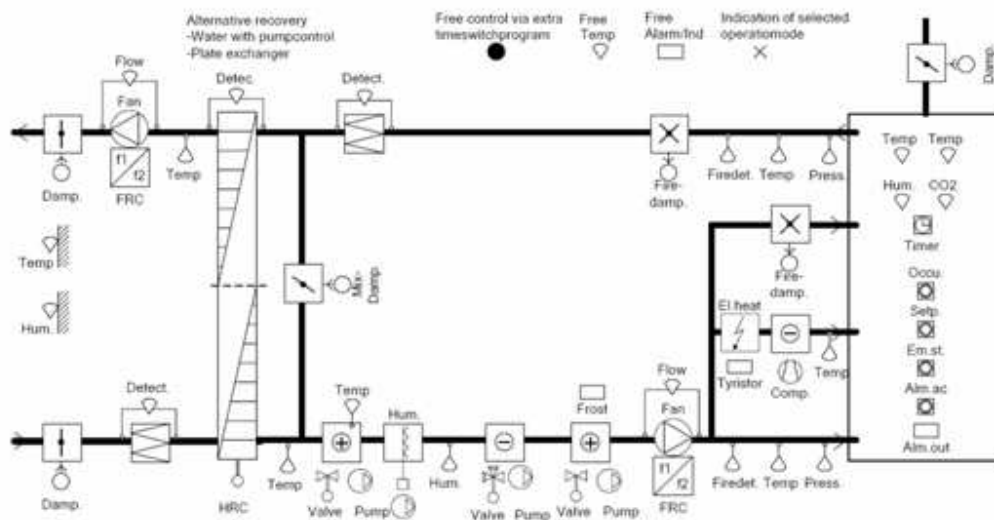 Alternative recovery
-Water with pumpcontrol
-Plate exchanger
Free control via extra
timeswitchprogram
Free
Temp
Free
Alarm/Ind
Indication of selected
operationmode
Damp.
Flow
Fan
Detec.
Detect.
f1
f2
Damp.
FRC
Temp
Fire-
damp.
Firedet.
Temp
Press.
Temp
Temp
Hum.
CO2
Timer
Temp
Hum.
Mix-
Damp.
Fire-
damp.
Occu.
Setp.
Em.st.
Alm.ac
Alm.out
El.heat
Tyristor
Comp.
Temp
Detect.
Temp
Hum.
Frost
Flow
Fan
f1
f2
Damp.
HRC
Temp
Valve
Pump
Hum.
Valve
Pump
Valve
Pump
FRC
Firedet.
Temp
Press.